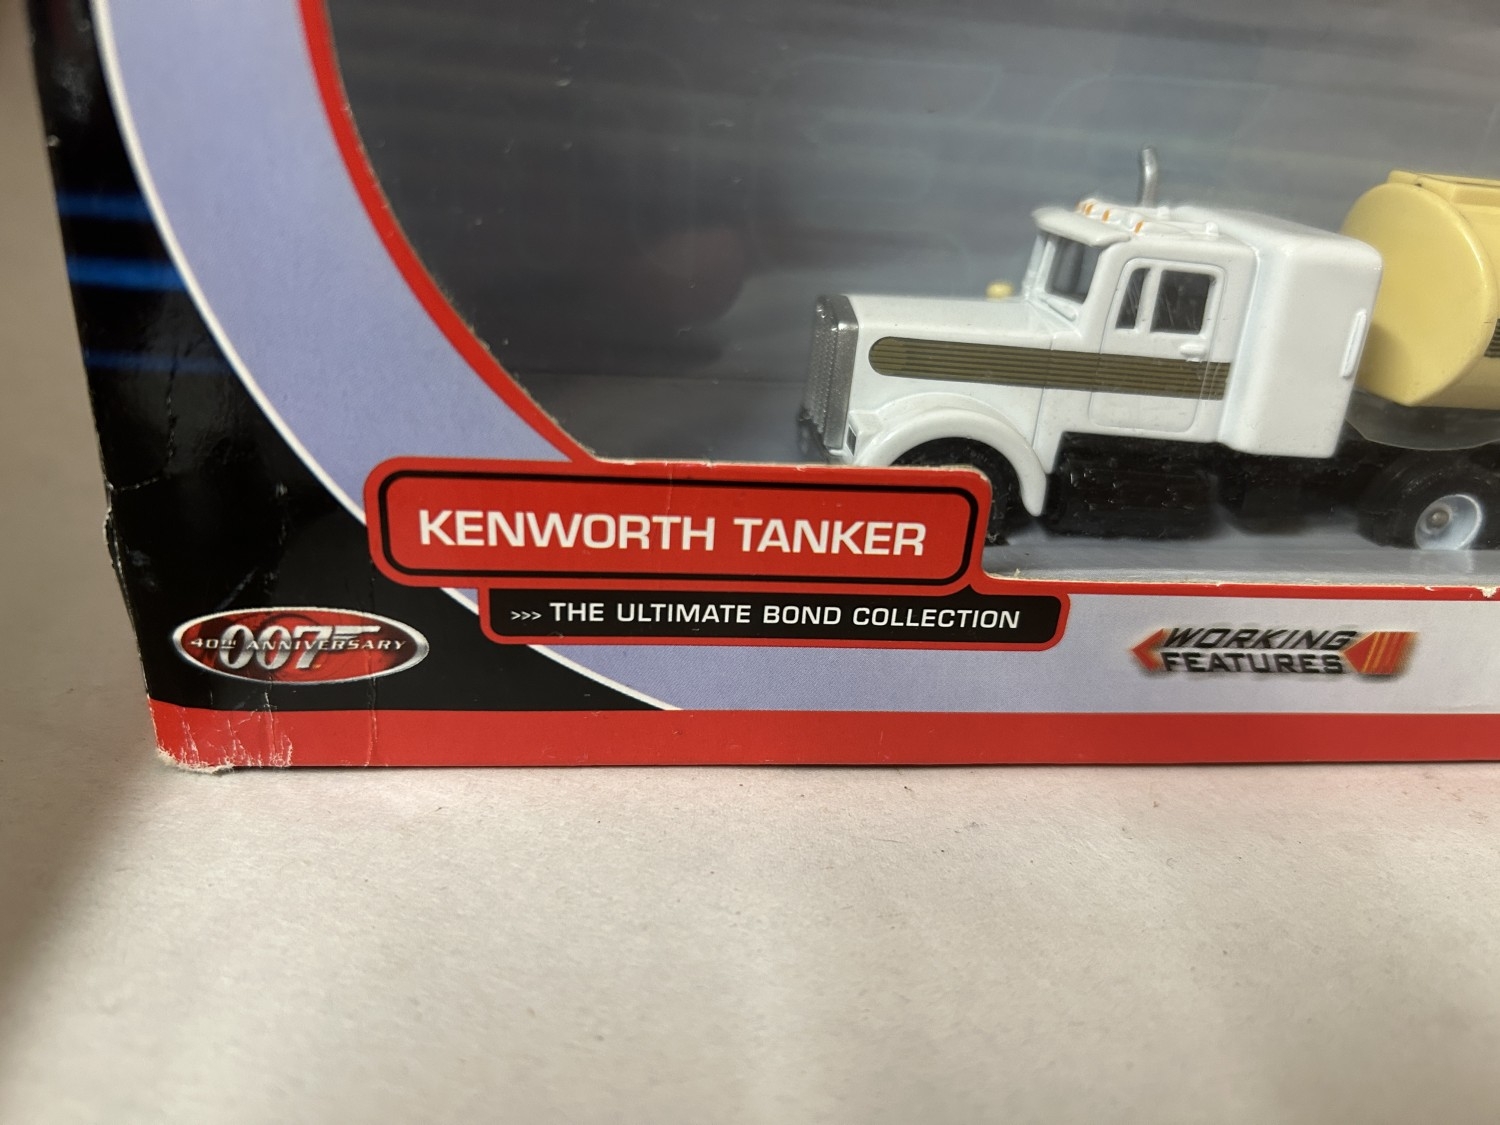 KENWORTH TANKER
>>> THE ULTIMATE BOND COLLECTION
007
40TH ANNIVERSARY
WORKING
FEATURES